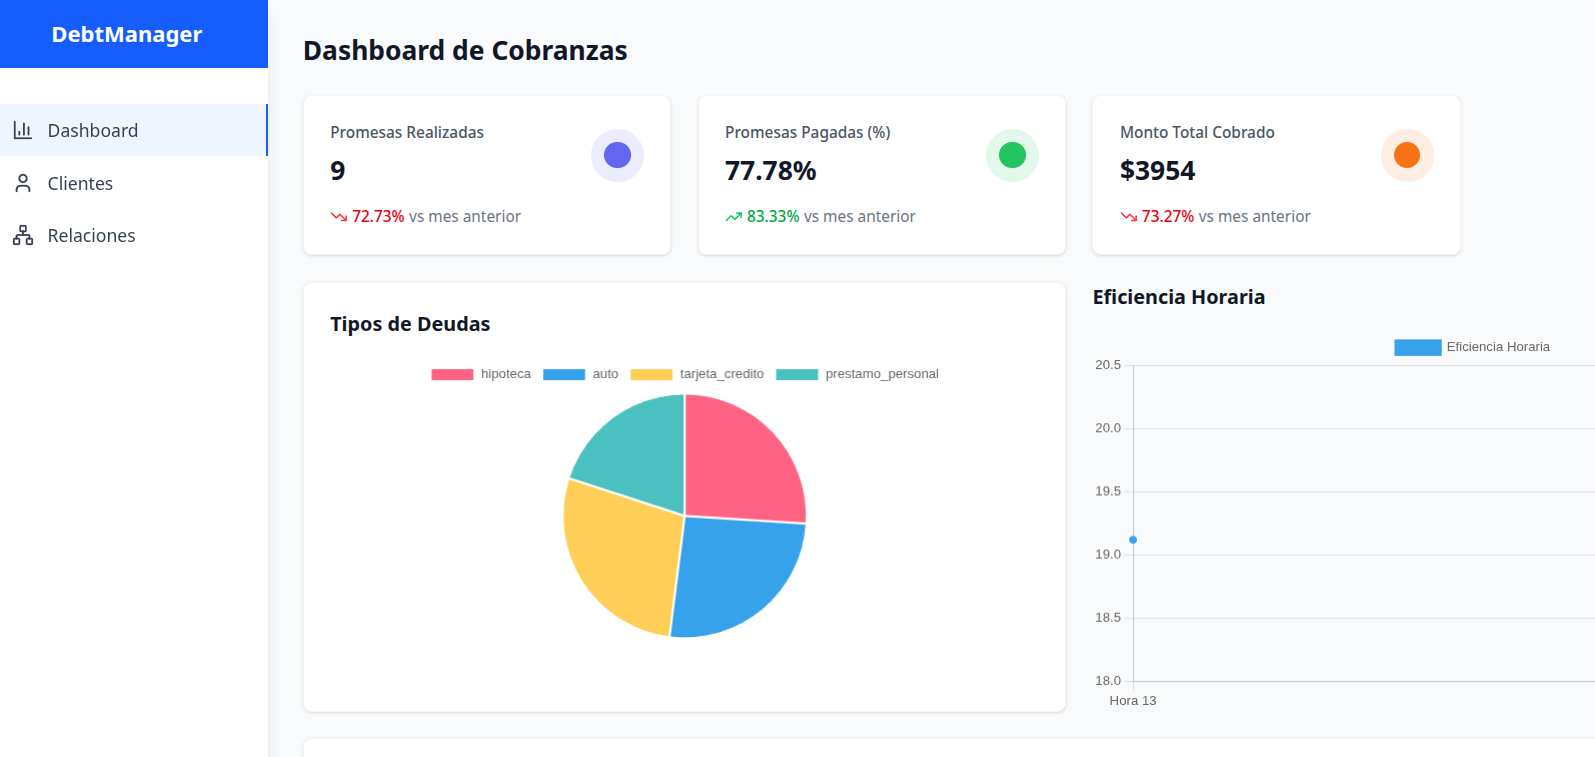 DebtManager
Dashboard
Clientes
Relaciones
Dashboard de Cobranzas
Promesas Realizadas
9
72.73% vs mes anterior
Promesas Pagadas (%)
77.78%
83.33% vs mes anterior
Monto Total Cobrado
$3954
73.27% vs mes anterior
Tipos de Deudas
hipoteca auto tarjeta_credito prestamo_personal
Eficiencia Horaria
Eficiencia Horaria
20.5
20.0
19.5
19.0
18.5
18.0
Hora 13